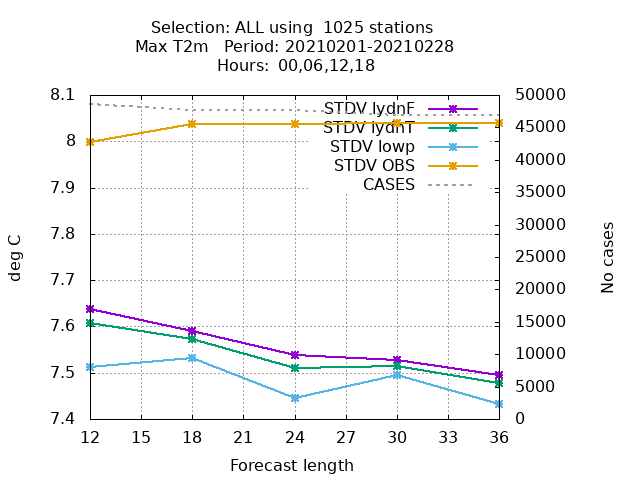 Selection: ALL using  1025 stations
Max T2m   Period: 20210201-20210228
Hours:  00,06,12,18
8.1
8
7.9
7.8
7.7
7.6
7.5
7.4
deg C
50000
45000
40000
35000
30000
25000
20000
15000
10000
5000
0
No cases
STDV lydnF
STDV lydnT
STDV lowp
STDV OBS
CASES
12 15 18 21 24 27 30 33 36
Forecast length